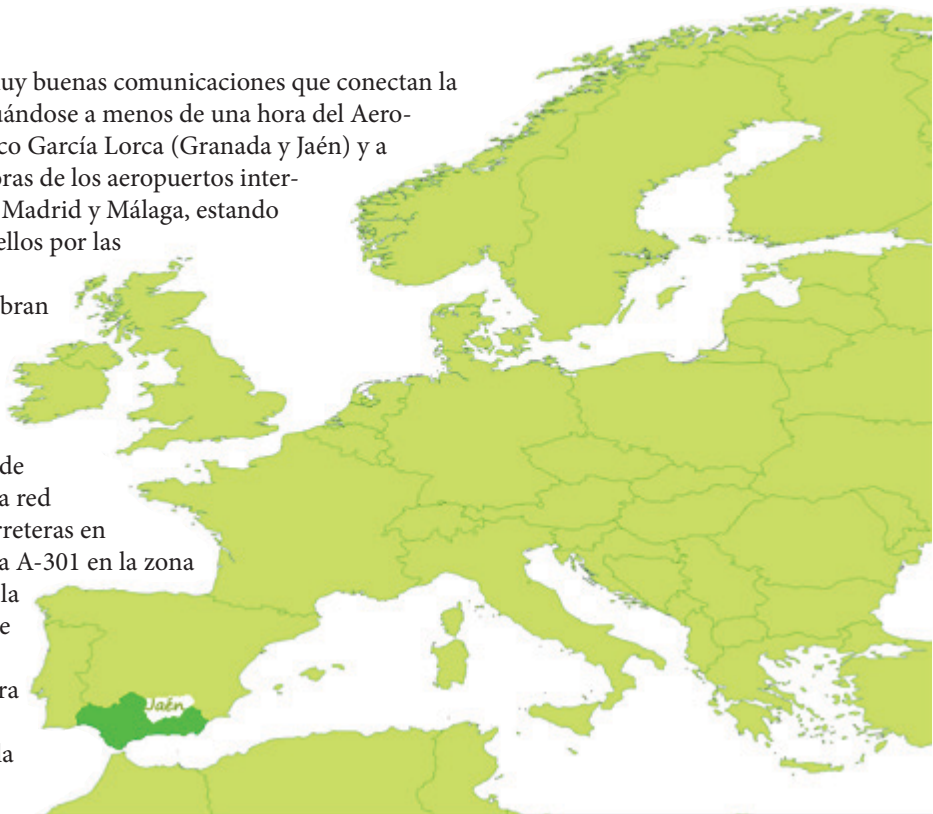 uy buenas comunicaciones que conectan la
uándose a menos de una hora del Aero-
co García Lorca (Granada y Jaén) y a
oras de los aeropuertos inter-
Madrid y Málaga, estando
ellos por las
bran
de
a red
rreteras en
a A-301 en la zona
la
e
ra
la
Jaén